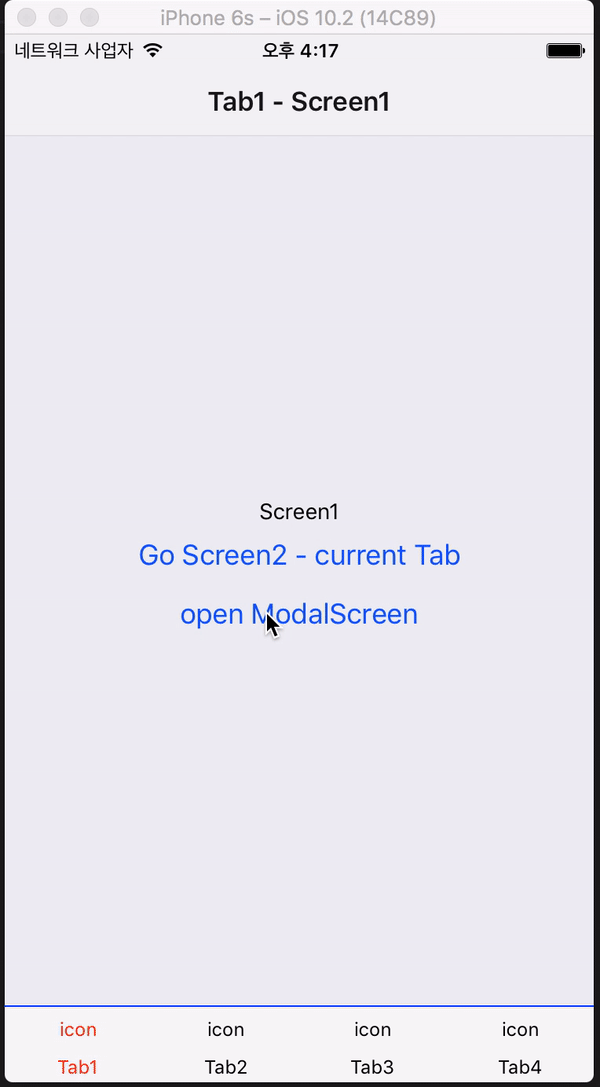 iPhone 6s – iOS 10.2 (14C89)
네트워크 사업자 오후 4:17
Tab1 - Screen1
Screen1
Go Screen2 - current Tab
open ModalScreen
icon icon icon icon
Tab1 Tab2 Tab3 Tab4